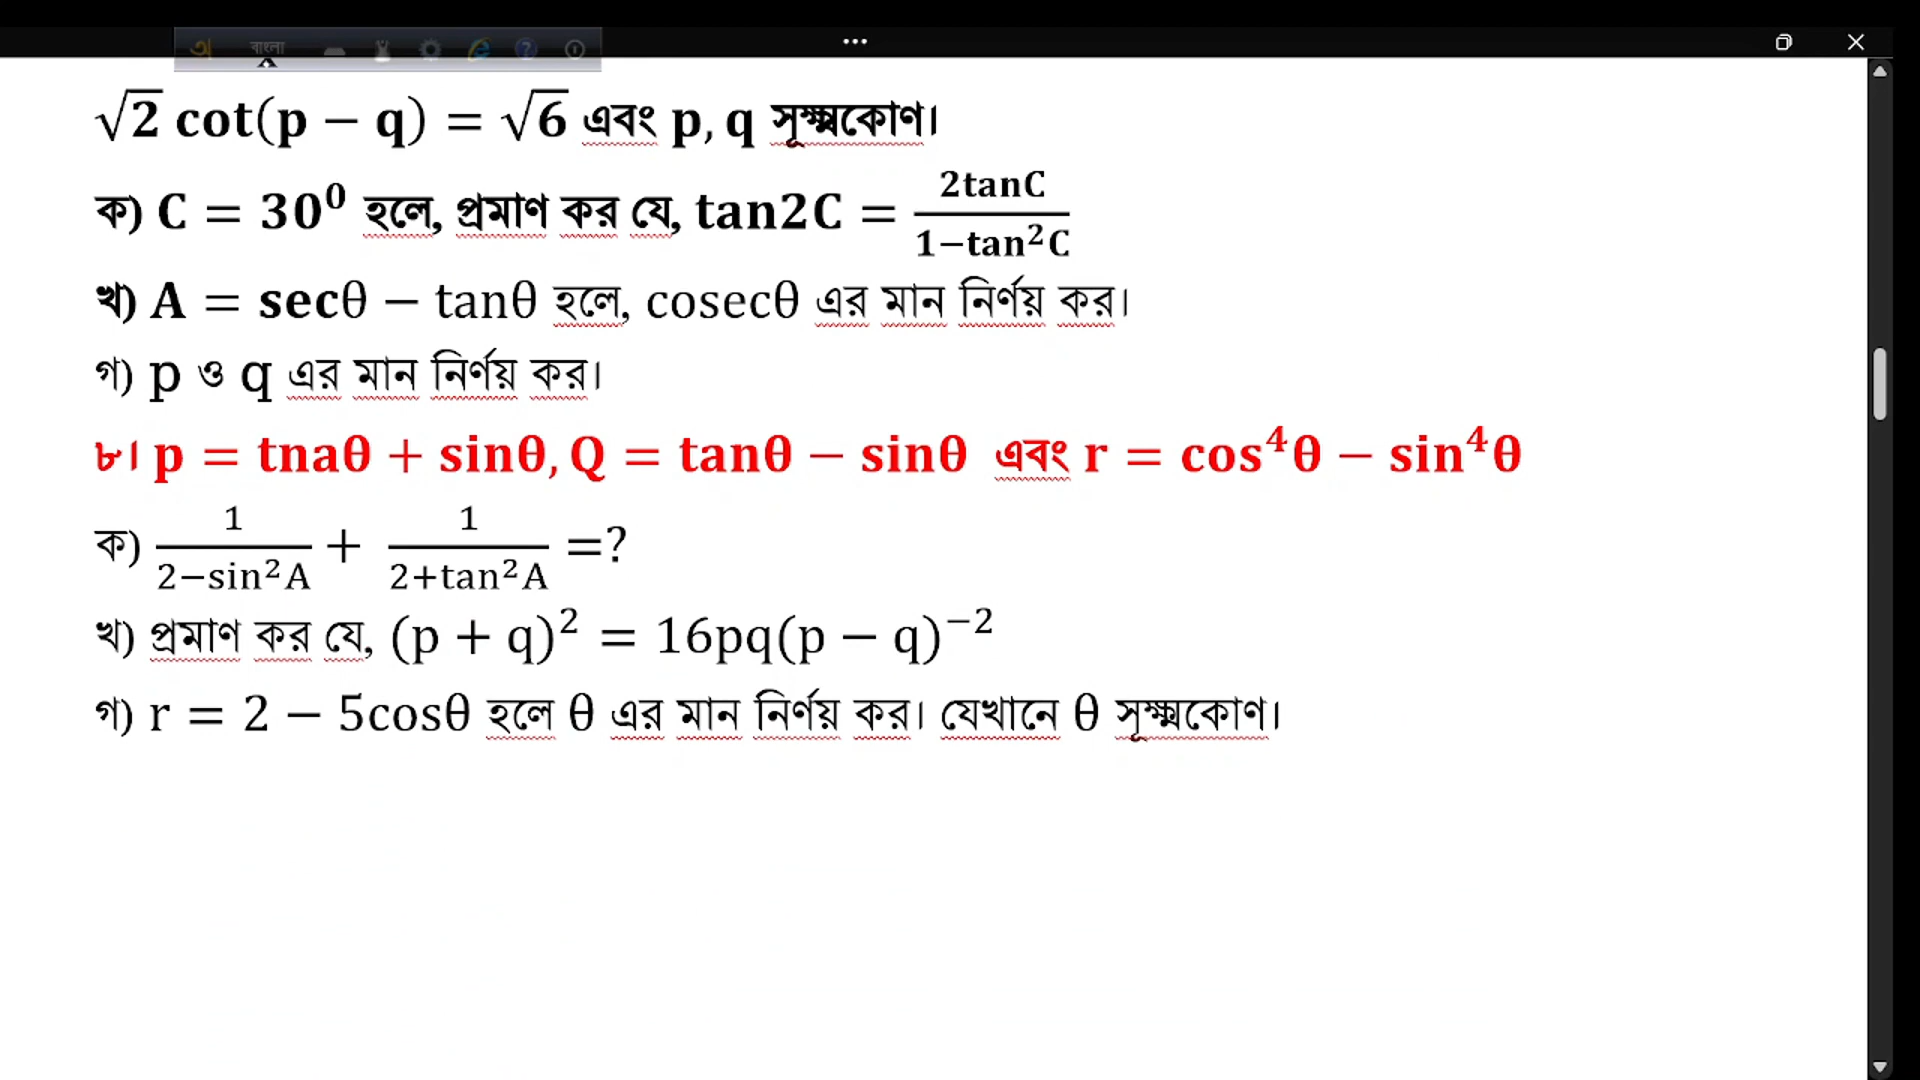 বাংলা
√2 cot(p − q) = √6 এবং p, q সূক্ষ্মকোণ।
ক) C = 30⁰ হলে, প্রমাণ কর যে, tan2C = 2tanC/1−tan²C
খ) A = secθ − tanθ হলে, cosecθ এর মান নির্ণয় কর।
গ) p ও q এর মান নির্ণয় কর।
৮। p = tnaθ + sinθ, Q = tanθ − sinθ এবং r = cos⁴θ − sin⁴θ
ক) 1/2−sin²A + 1/2+tan²A =?
খ) প্রমাণ কর যে, (p + q)² = 16pq(p − q)⁻²
গ) r = 2 − 5cosθ হলে θ এর মান নির্ণয় কর। যেখানে θ সূক্ষ্মকোণ।